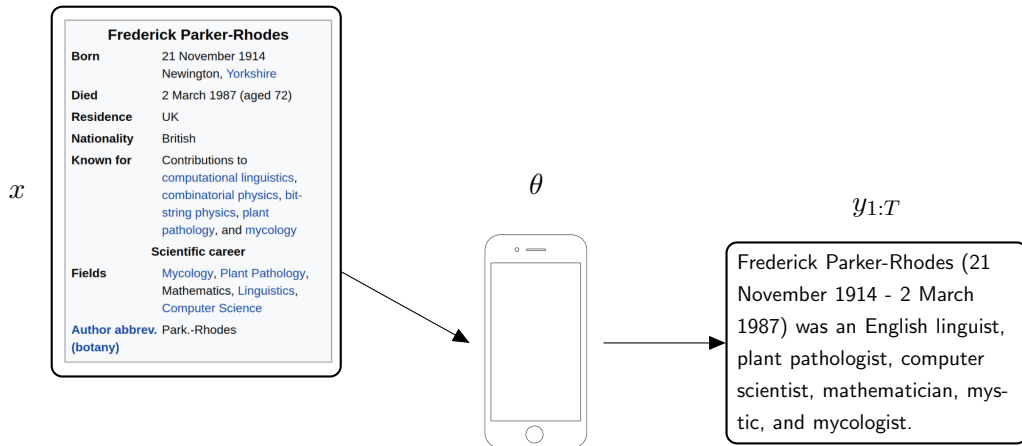 Frederick Parker-Rhodes
Born 21 November 1914
Newington, Yorkshire
Died 2 March 1987 (aged 72)
Residence UK
Nationality British
Known for Contributions to
computational linguistics,
combinatorial physics, bit-
string physics, plant
pathology, and mycology
Scientific career
Fields Mycology, Plant Pathology,
Mathematics, Linguistics,
Computer Science
Author abbrev. Park.-Rhodes
(botany)
x
θ
y1:T
Frederick Parker-Rhodes (21
November 1914 - 2 March
1987) was an English linguist,
plant pathologist, computer
scientist, mathematician, mys-
tic, and mycologist.